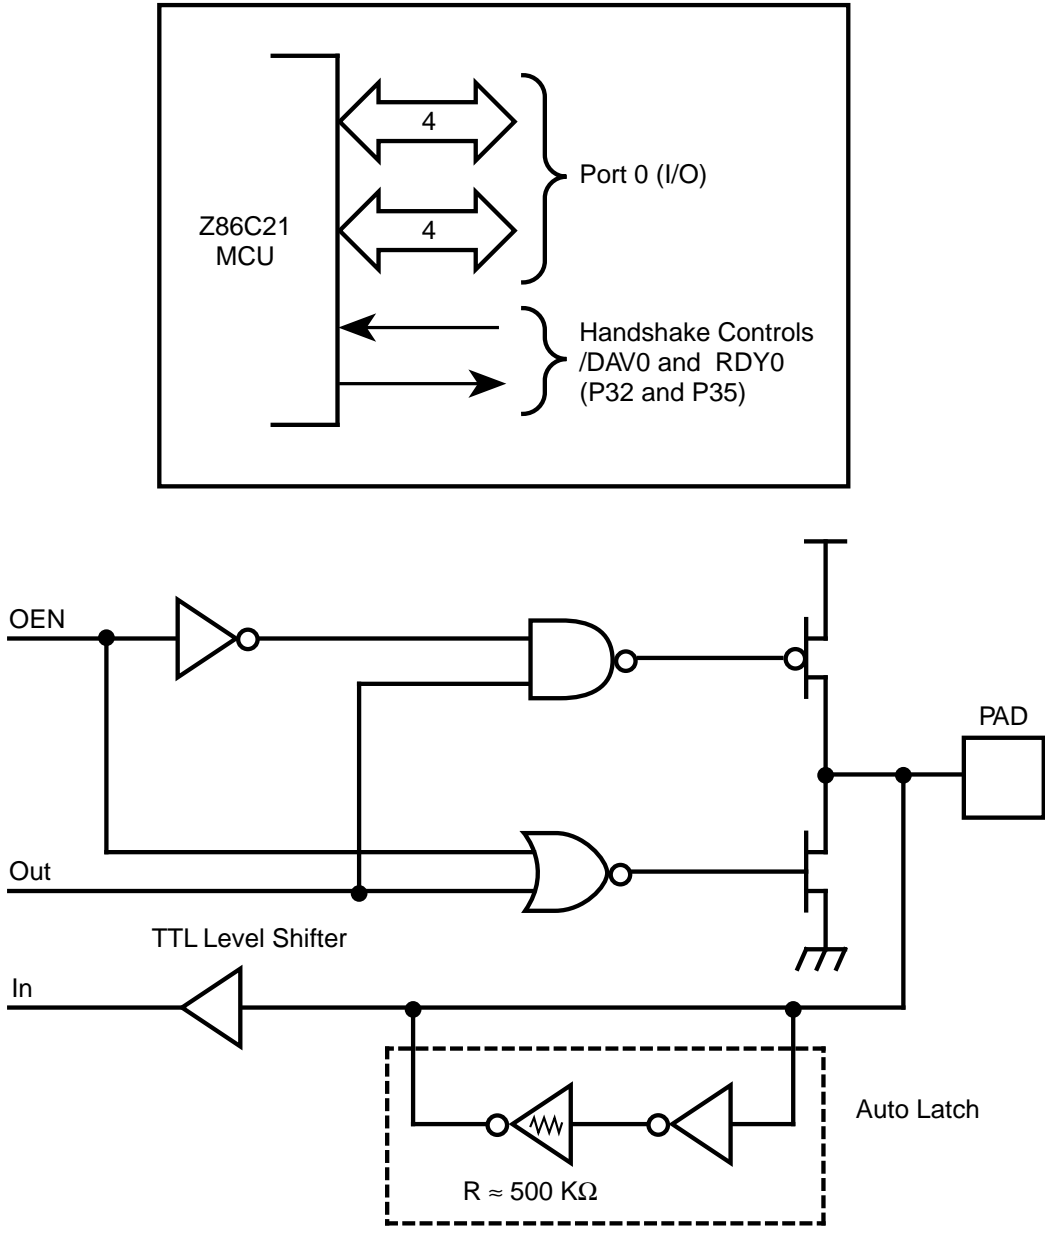 4
Port 0 (I/O)
Z86C21
MCU
4
Handshake Controls
/DAV0 and RDY0
(P32 and P35)
OEN
PAD
Out
TTL Level Shifter
In
Auto Latch
R ≈ 500 KΩ